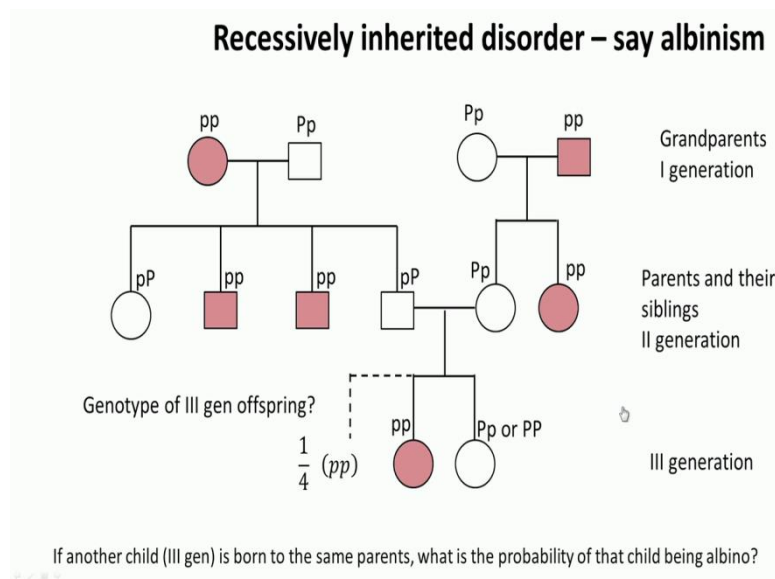 Recessively inherited disorder – say albinism
pp
Pp
Pp
pp
Grandparents
I generation
pP
pp
pp
pP
Pp
pp
Parents and their
siblings
II generation
Genotype of III gen offspring?
1/4 (pp)
pp
Pp or PP
III generation
If another child (III gen) is born to the same parents, what is the probability of that child being albino?